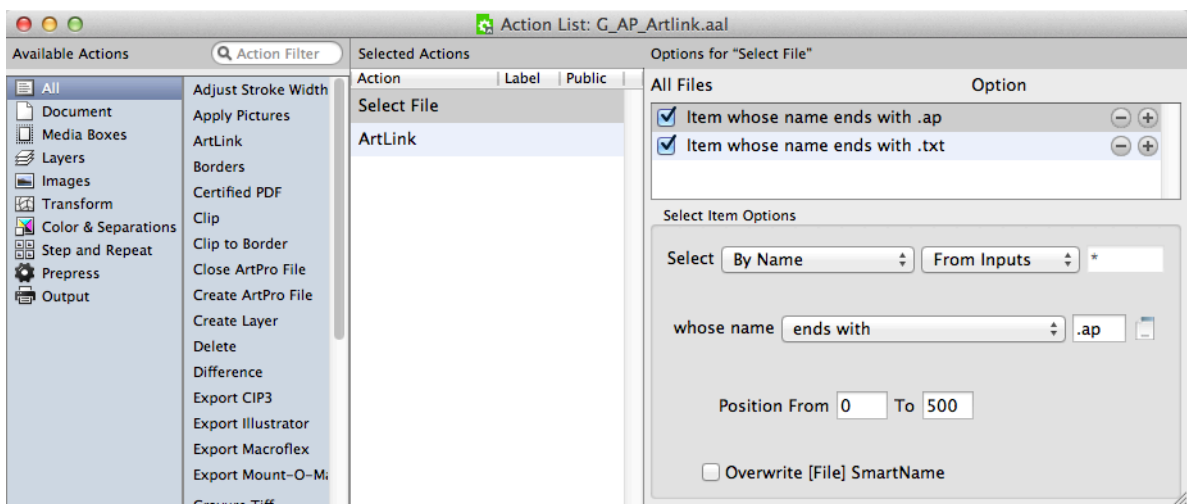 Action List: G_AP_Artlink.aal
Available Actions
Action Filter
Selected Actions
Options for "Select File"
All
Document
Media Boxes
Layers
Images
Transform
Color & Separations
Step and Repeat
Prepress
Output
Adjust Stroke Width
Apply Pictures
ArtLink
Borders
Certified PDF
Clip
Clip to Border
Close ArtPro File
Create ArtPro File
Create Layer
Delete
Difference
Export CIP3
Export Illustrator
Export Macroflex
Export Mount-O-Ma
Action Label Public
Select File
ArtLink
All Files Option
Item whose name ends with .ap
Item whose name ends with .txt
Select Item Options
Select By Name From Inputs *
whose name ends with .ap
Position From 0 To 500
Overwrite [File] SmartName